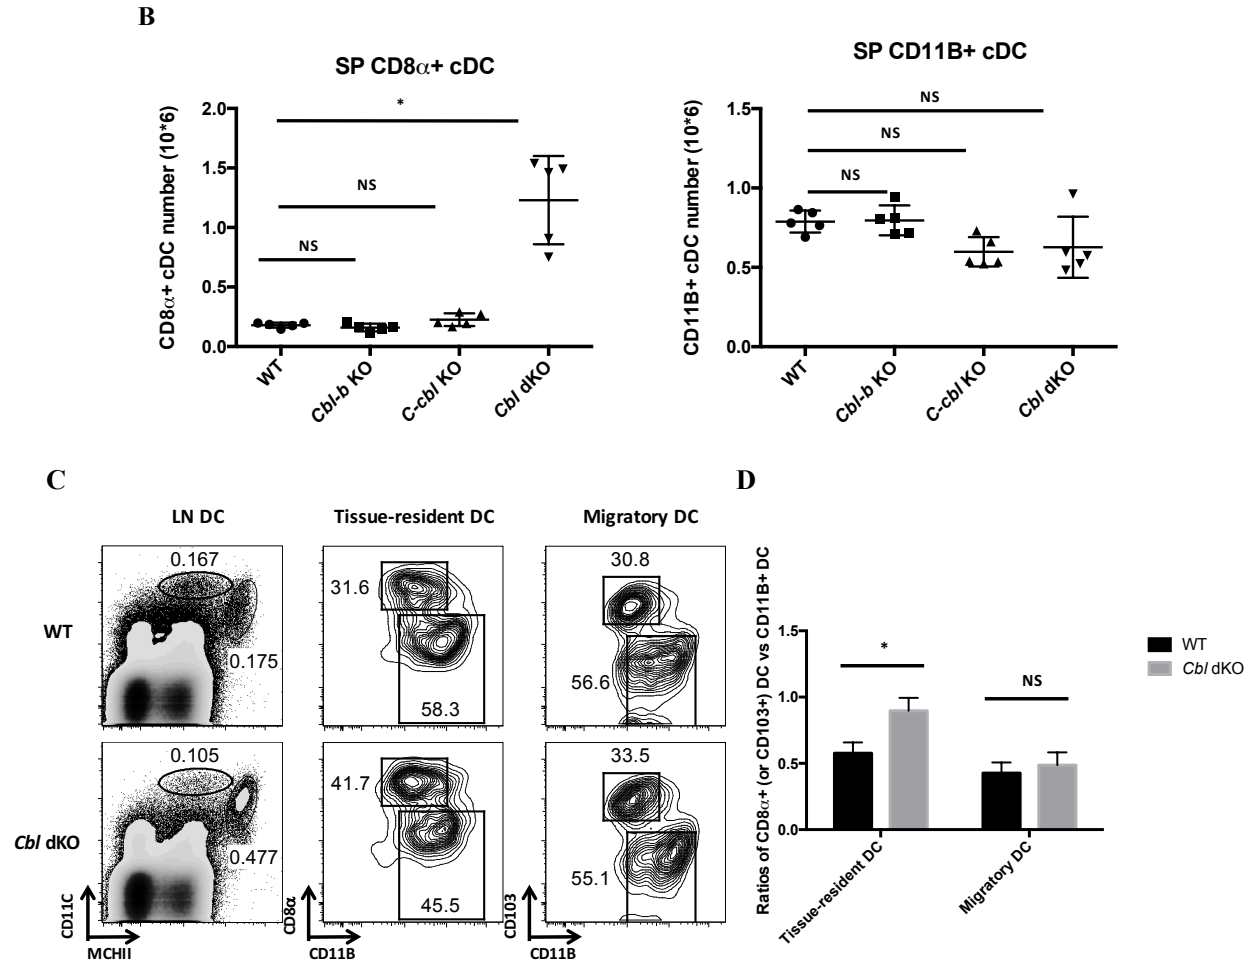 B
SP CD8α+ cDC
CD8α+ cDC number (10*6)
2.0
1.5
1.0
0.5
0.0
*
NS
NS
WT
Cbl-b KO
C-cbl KO
Cbl dKO
SP CD11B+ cDC
CD11B+ cDC number (10*6)
1.5
1.0
0.5
0.0
NS
NS
NS
WT
Cbl-b KO
C-cbl KO
Cbl dKO
C
LN DC
Tissue-resident DC
Migratory DC
WT
0.167
0.175
31.6
58.3
30.8
56.6
Cbl dKO
0.105
0.477
41.7
45.5
33.5
55.1
CD11C
MCHII
CD8α
CD11B
CD103
CD11B
D
Ratios of CD8α+ (or CD103+) DC vs CD11B+ DC
1.5
1.0
0.5
0.0
*
NS
Tissue-resident DC
Migratory DC
WT
Cbl dKO